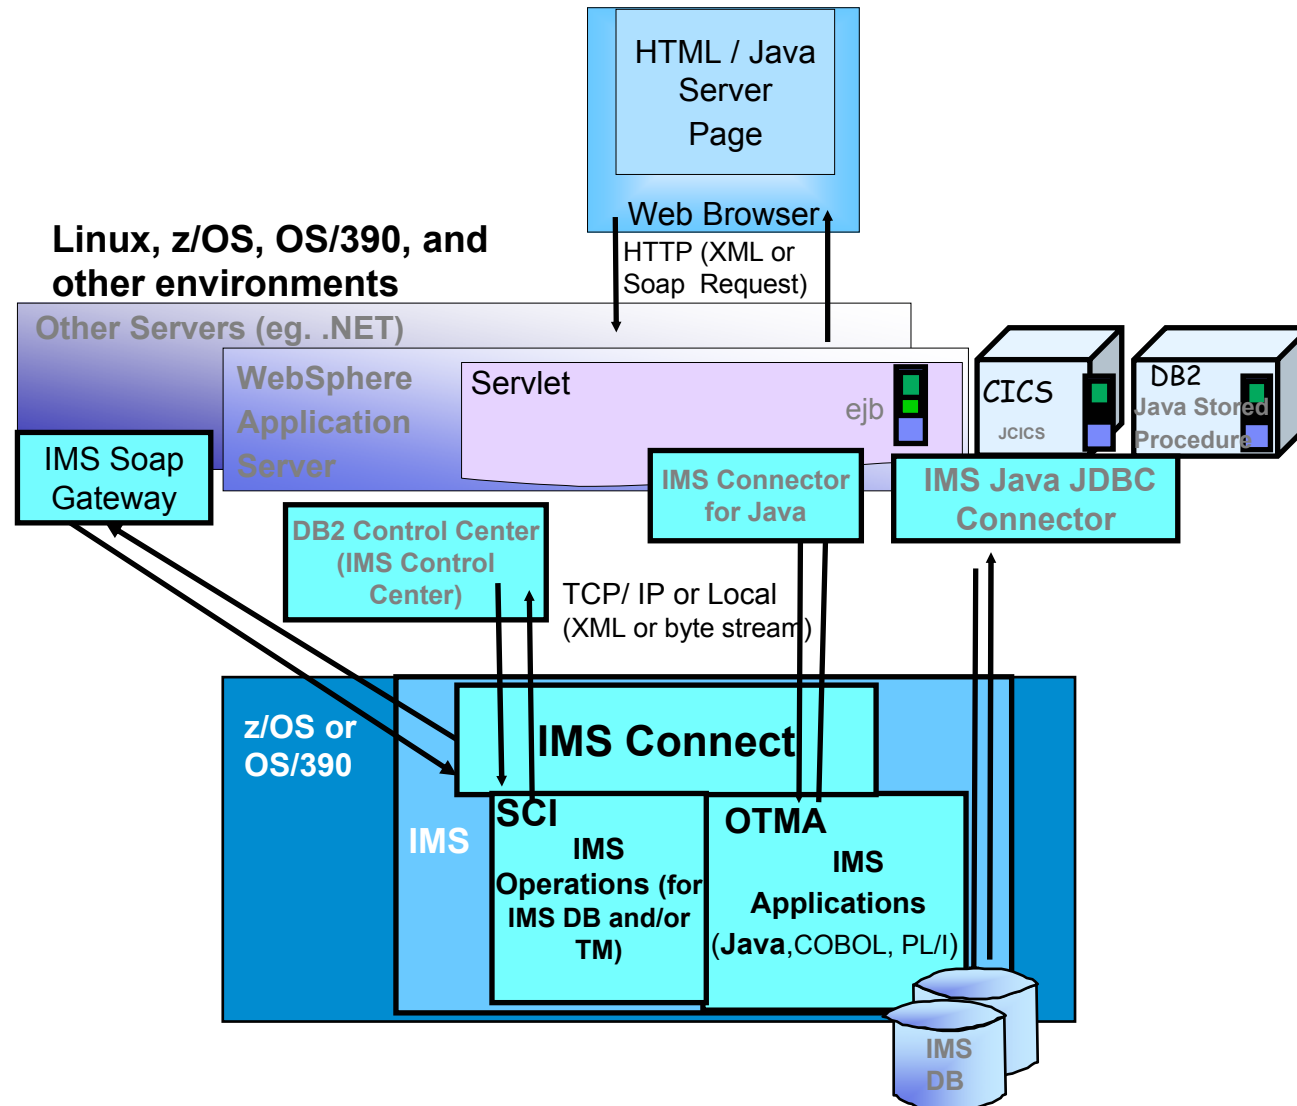 HTML / Java
Server
Page
Web Browser
HTTP (XML or
Soap Request)
Linux, z/OS, OS/390, and
other environments
Other Servers (eg. .NET)
WebSphere
Application
Server
Servlet
ejb
CICS
JCICS
DB2
Java Stored
Procedure
IMS Soap
Gateway
IMS Connector
for Java
IMS Java JDBC
Connector
DB2 Control Center
(IMS Control
Center)
TCP/ IP or Local
(XML or byte stream)
z/OS or
OS/390
IMS
IMS Connect
SCI
IMS
Operations (for
IMS DB and/or
TM)
OTMA
IMS
Applications
(Java,COBOL, PL/I)
IMS
DB